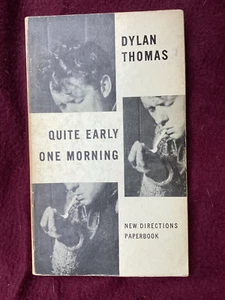 DYLAN
THOMAS
QUITE EARLY
ONE MORNING
NEW DIRECTIONS
PAPERBOOK